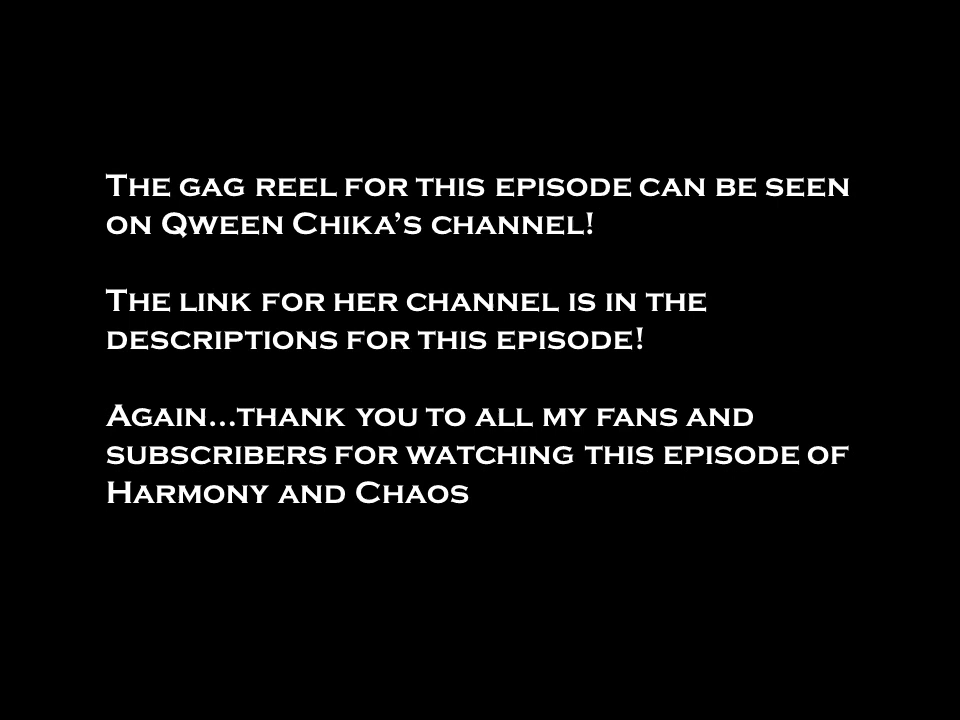 The gag reel for this episode can be seen
on Qween Chika’s channel!
The link for her channel is in the
descriptions for this episode!
Again...thank you to all my fans and
subscribers for watching this episode of
Harmony and Chaos